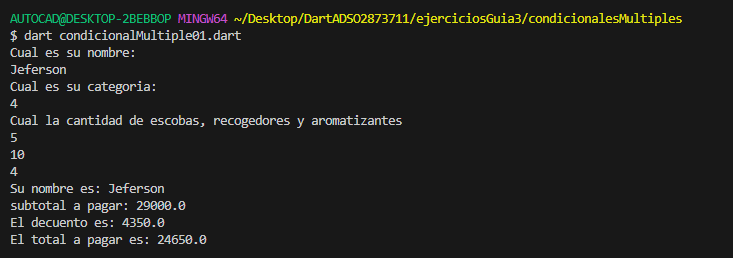 AUTOCAD@DESKTOP-2BEBBOP MINGW64 ~/Desktop/DartADSO2873711/ejerciciosGuia3/condicionalesMultiples
$ dart condicionalMultiple01.dart
Cual es su nombre:
Jeferson
Cual es su categoria:
4
Cual la cantidad de escobas, recogedores y aromatizantes
5
10
4
Su nombre es: Jeferson
subtotal a pagar: 29000.0
El decuento es: 4350.0
El total a pagar es: 24650.0